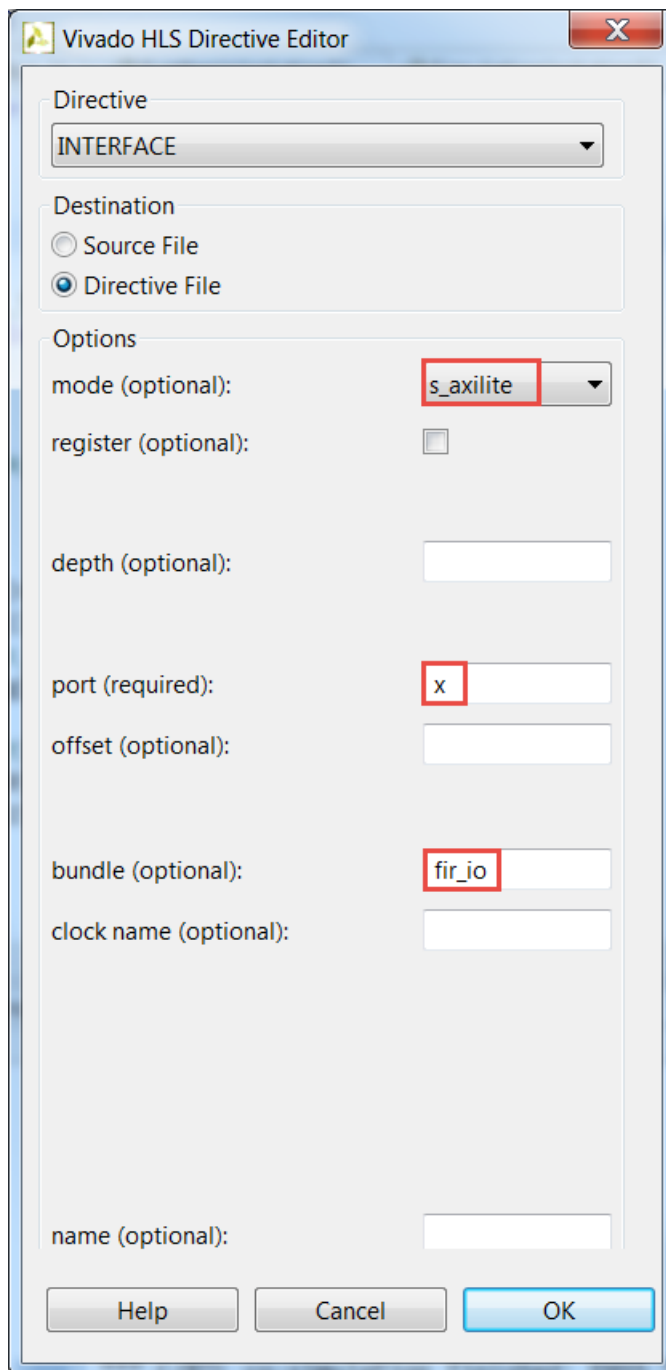 Vivado HLS Directive Editor
X
Directive
INTERFACE
Destination
Source File
Directive File
Options
mode (optional): s_axilite
register (optional):
depth (optional):
port (required): x
offset (optional):
bundle (optional): fir_io
clock name (optional):
name (optional):
Help Cancel OK